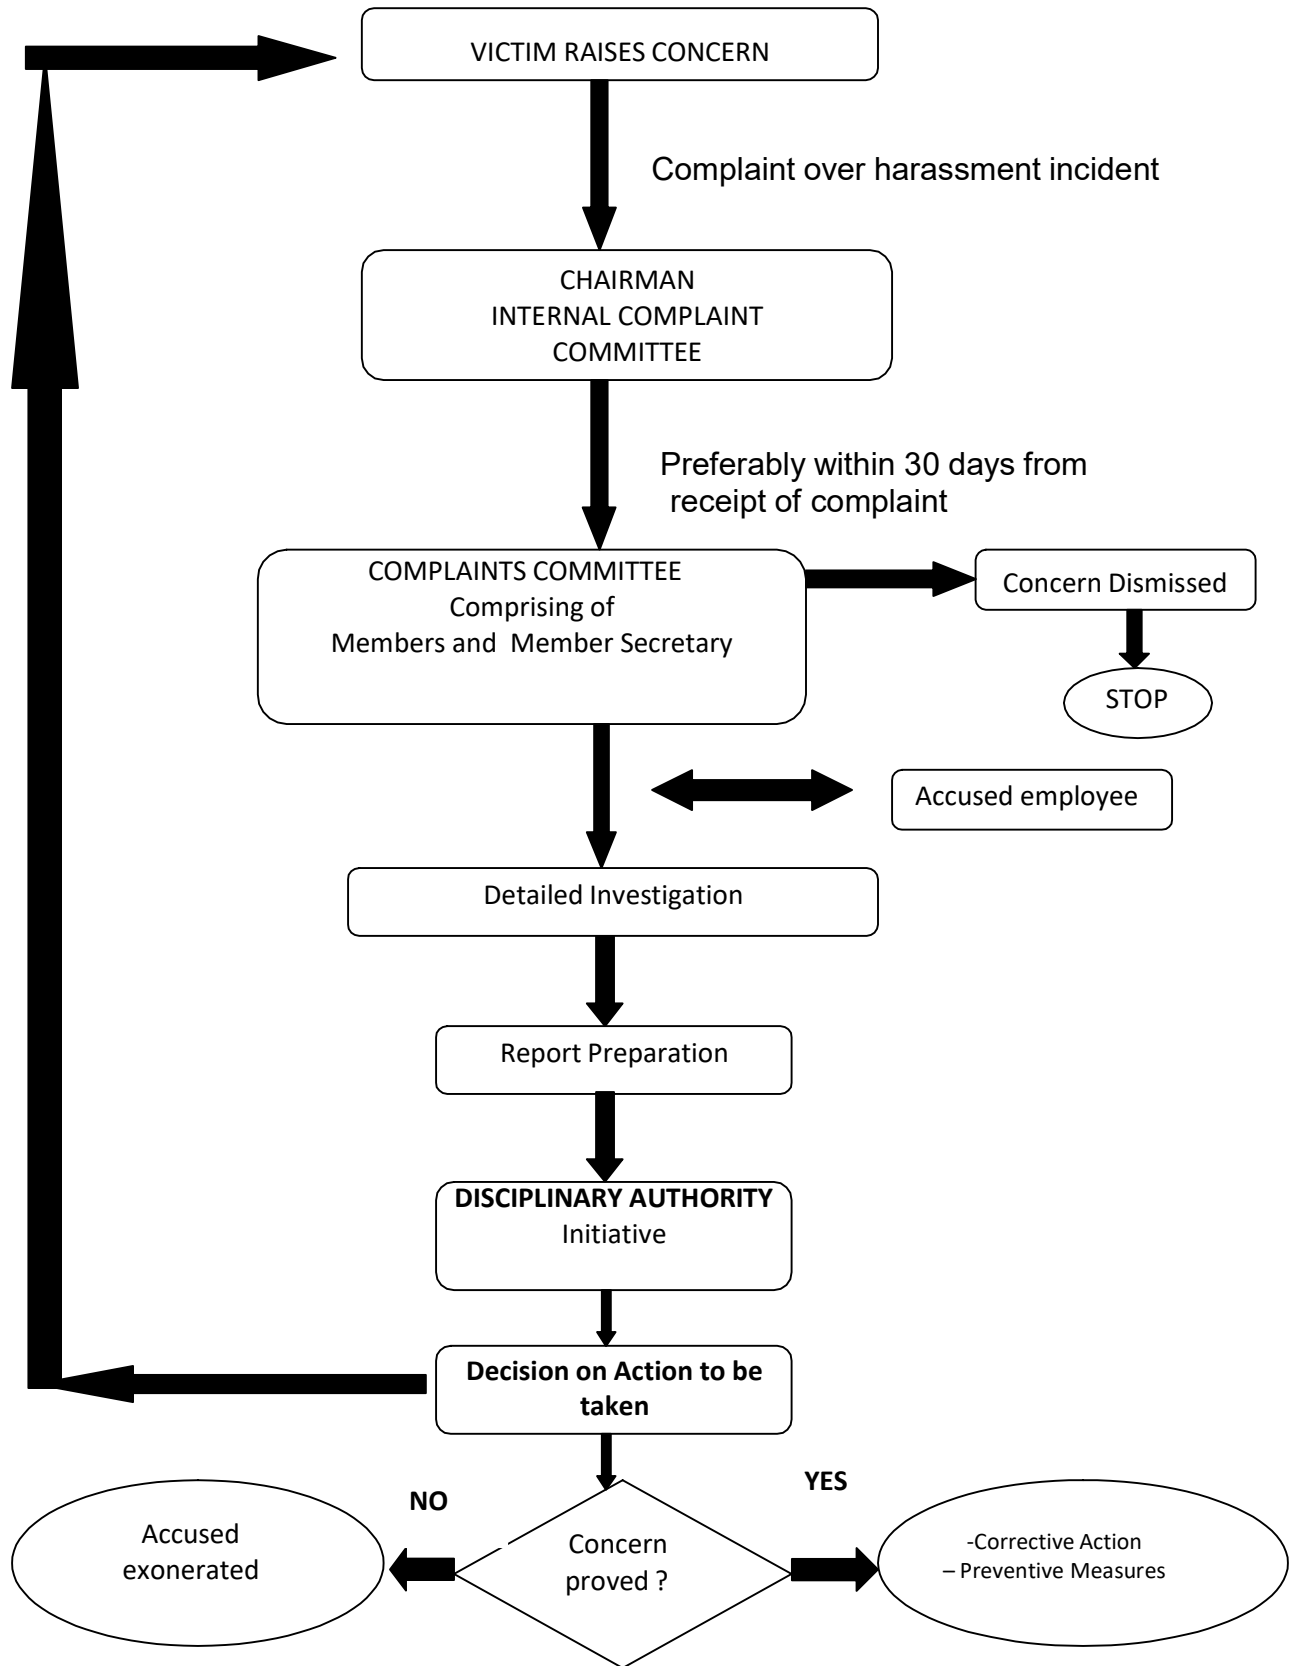 VICTIM RAISES CONCERN
Complaint over harassment incident
CHAIRMAN
INTERNAL COMPLAINT
COMMITTEE
Preferably within 30 days from
receipt of complaint
COMPLAINTS COMMITTEE
Comprising of
Members and Member Secretary
Concern Dismissed
STOP
Accused employee
Detailed Investigation
Report Preparation
DISCIPLINARY AUTHORITY
Initiative
Decision on Action to be
taken
NO
YES
Accused
exonerated
Concern
proved ?
-Corrective Action
– Preventive Measures